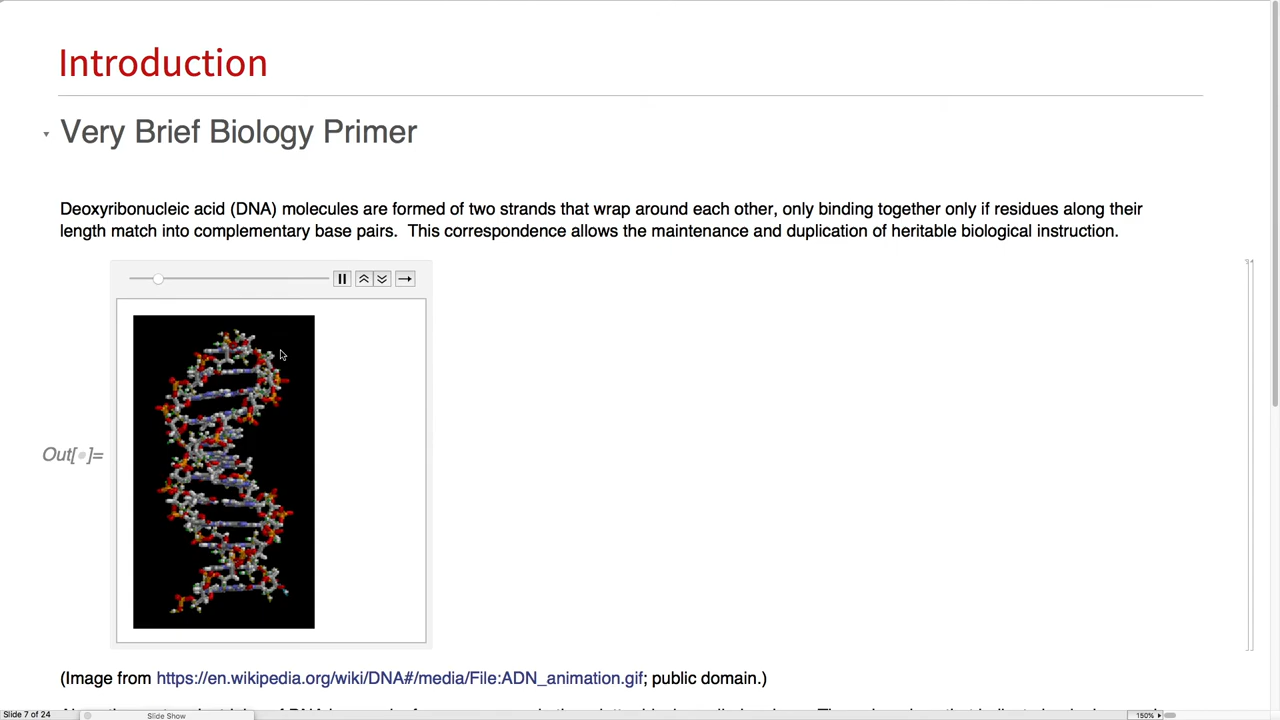 Introduction
Very Brief Biology Primer
Deoxyribonucleic acid (DNA) molecules are formed of two strands that wrap around each other, only binding together only if residues along their
length match into complementary base pairs. This correspondence allows the maintenance and duplication of heritable biological instruction.
Out[ ]=
(Image from https://en.wikipedia.org/wiki/DNA#/media/File:ADN_animation.gif; public domain.)
Slide 7 of 24
Slide Show
150%